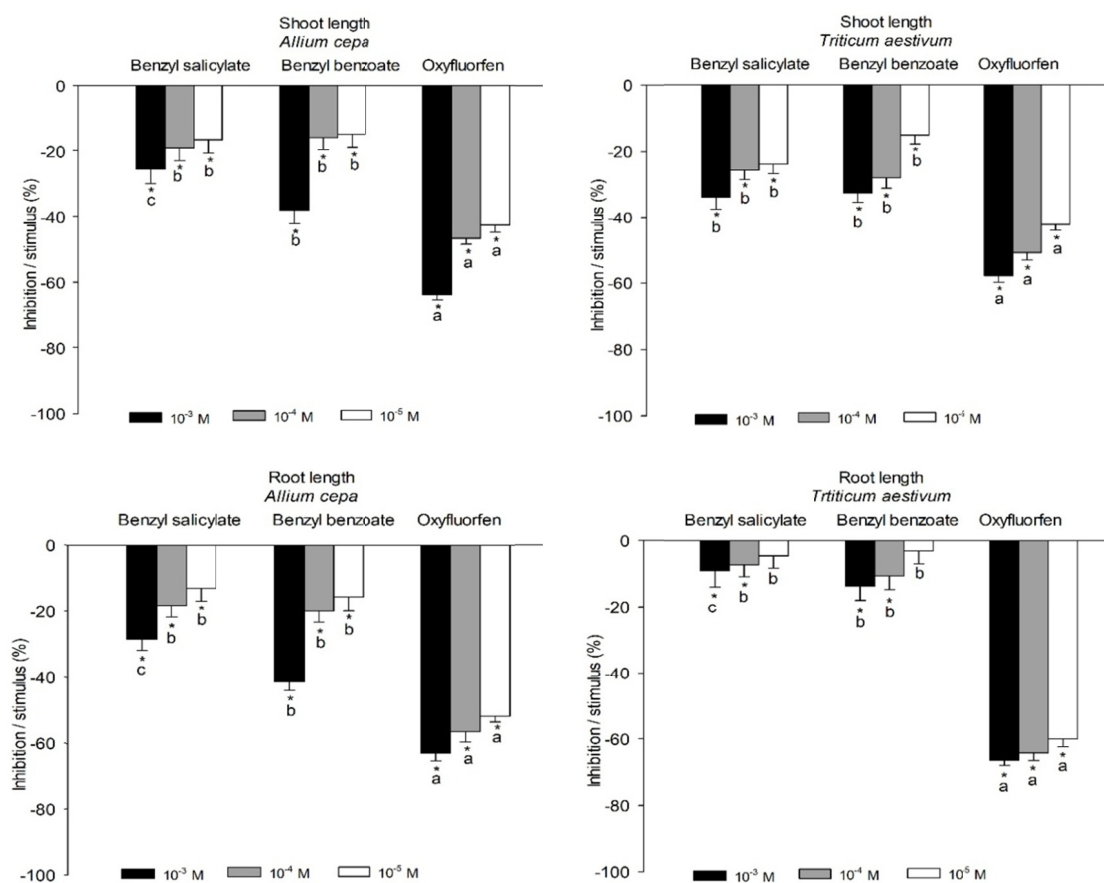 Shoot length
Allium cepa
Benzyl salicylate Benzyl benzoate Oxyfluorfen
Inhibition / stimulus (%)
0
-20
-40
-60
-80
-100
* c
* b
* b
* b
* b
* b
* a
* a
* a
10⁻³ M 10⁻⁴ M 10⁻⁵ M
Shoot length
Triticum aestivum
Benzyl salicylate Benzyl benzoate Oxyfluorfen
Inhibition / stimulus (%)
0
-20
-40
-60
-80
-100
* b
* b
* b
* b
* b
* b
* a
* a
* a
10⁻³ M 10⁻⁴ M
Root length
Allium cepa
Benzyl salicylate Benzyl benzoate Oxyfluorfen
Inhibition / stimulus (%)
0
-20
-40
-60
-80
-100
* c
* b
* b
* b
* b
* b
* a
* a
* a
10⁻³ M 10⁻⁴ M 10⁻⁵ M
Root length
Trtiticum aestivum
Benzyl salicylate Benzyl benzoate Oxyfluorfen
Inhibition / stimulus (%)
0
-20
-40
-60
-80
-100
* c
* b
b
* b
* b
b
* a
* a
* a
10⁻³ M 10⁻⁴ M 10⁵ M